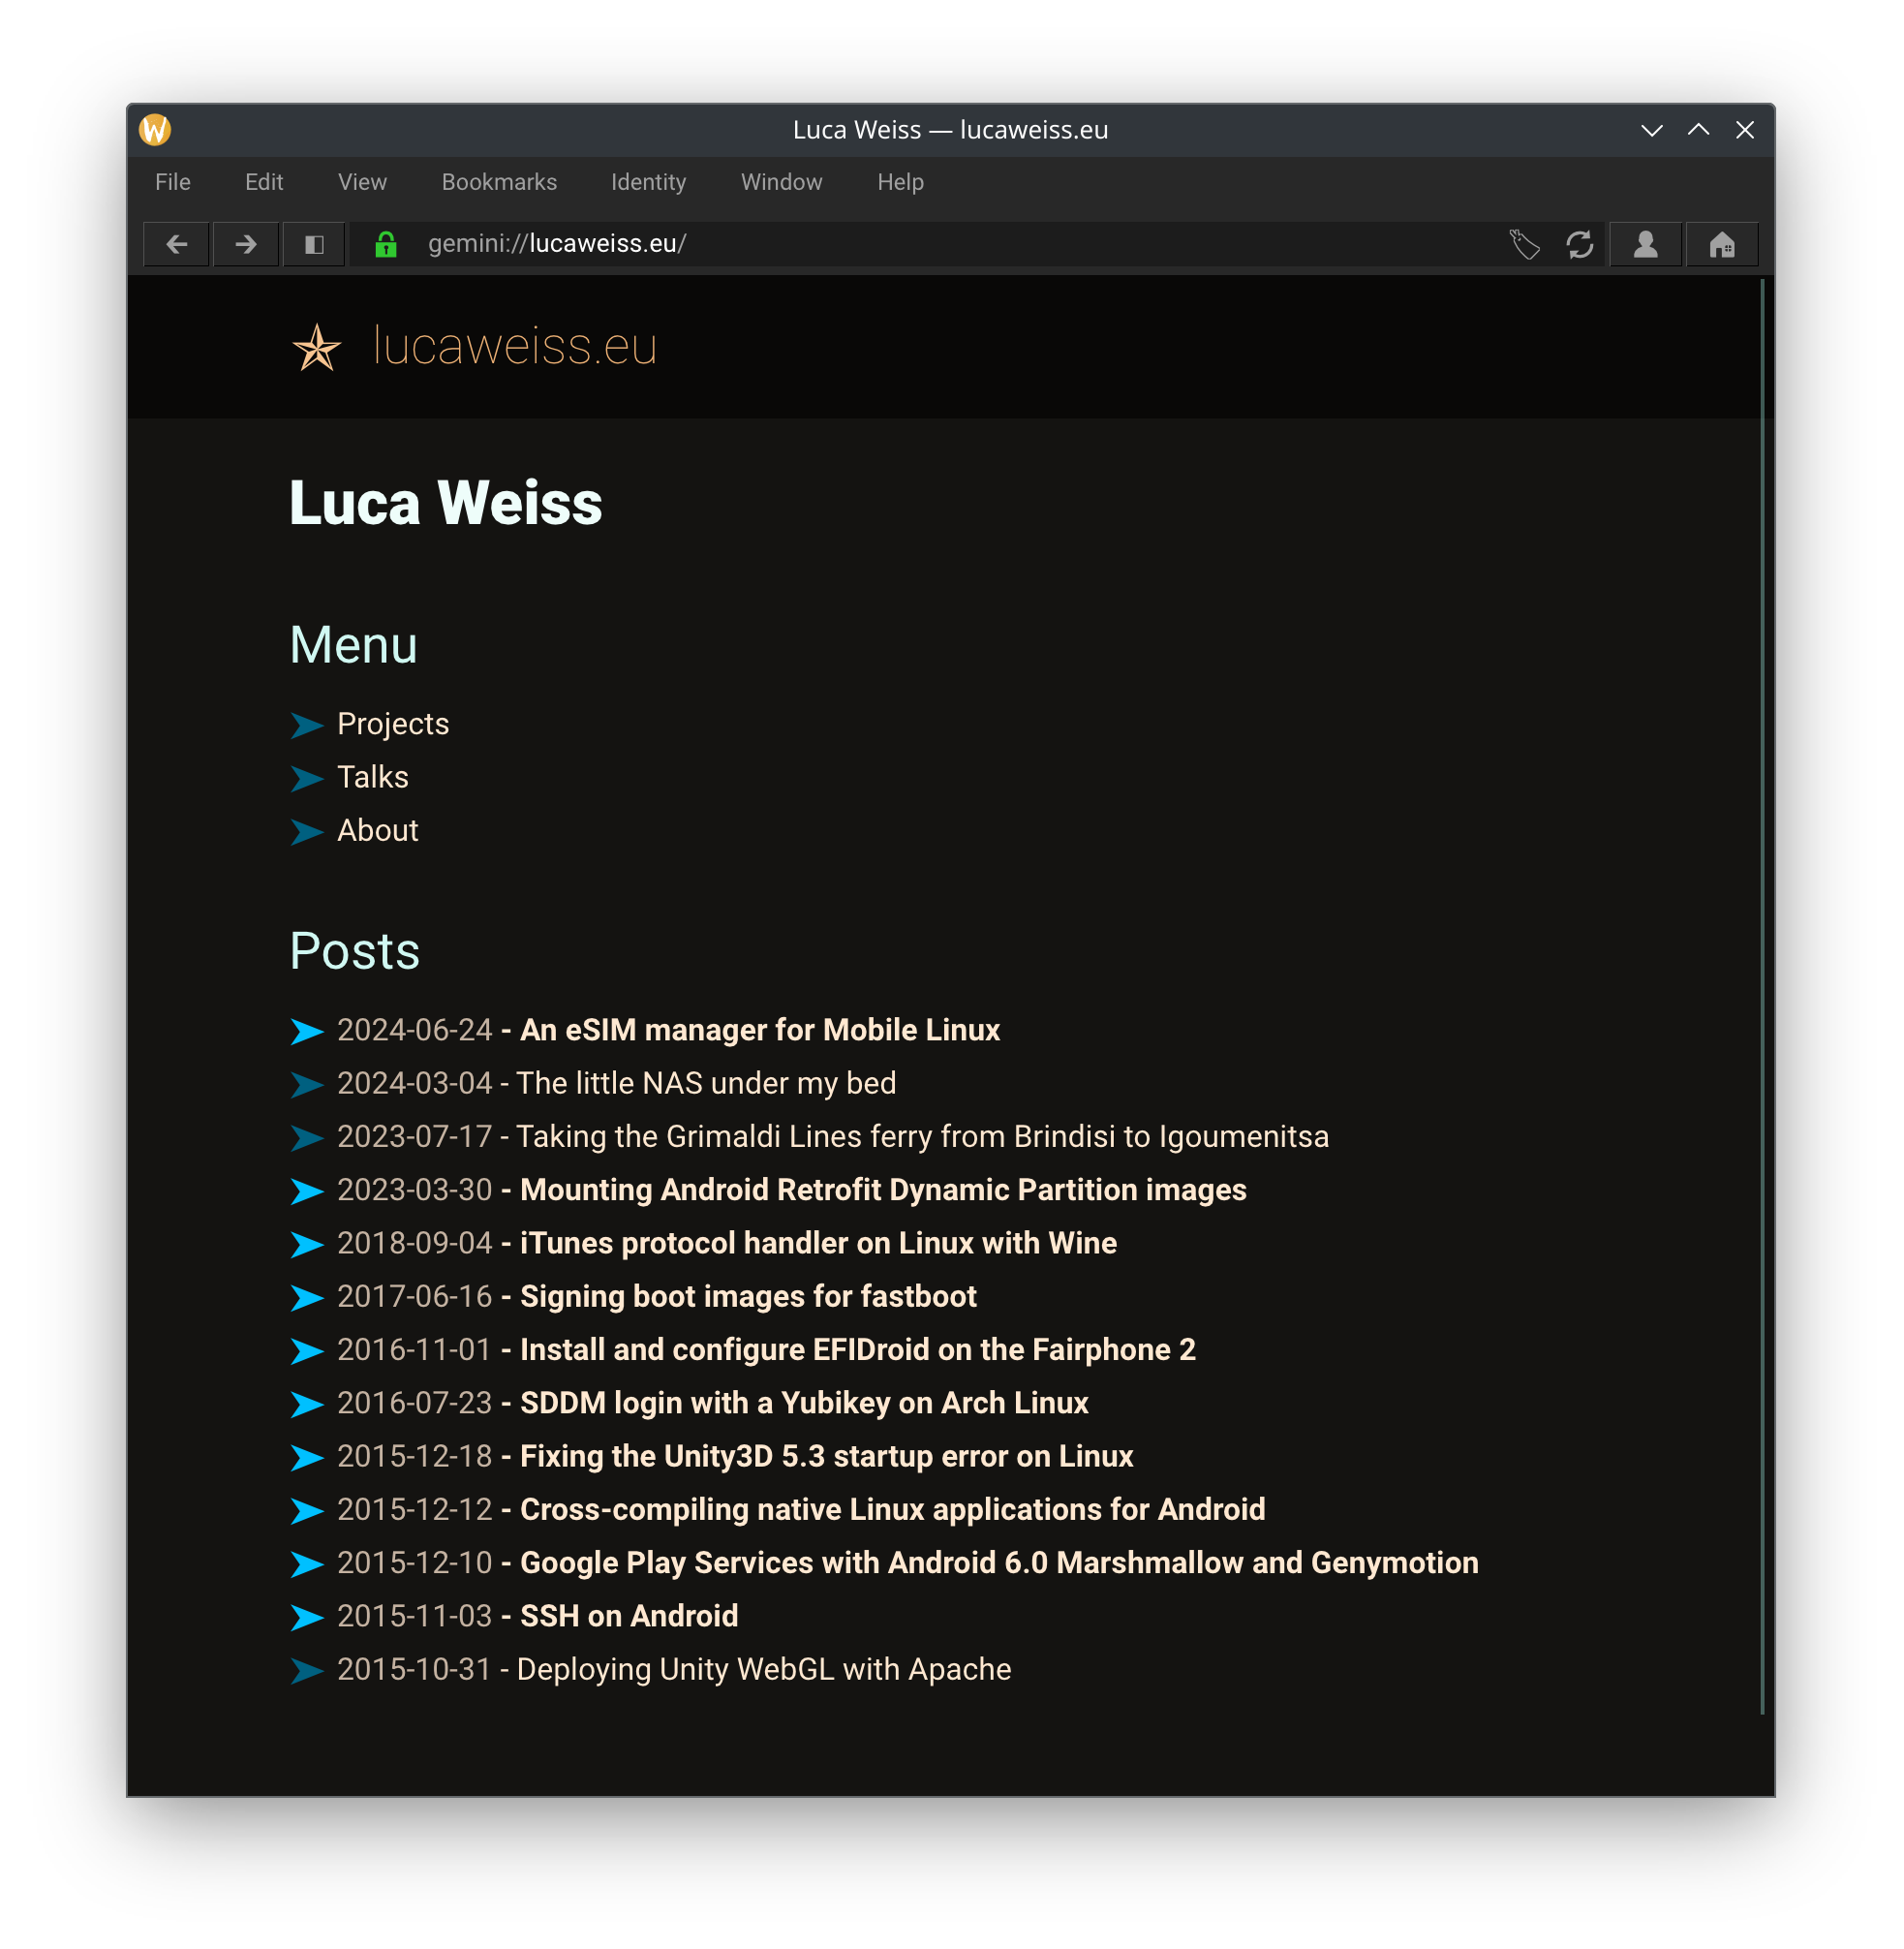 Luca Weiss — lucaweiss.eu
File Edit View Bookmarks Identity Window Help
gemini://lucaweiss.eu/
lucaweiss.eu
Luca Weiss
Menu
Projects
Talks
About
Posts
2024-06-24 - An eSIM manager for Mobile Linux
2024-03-04 - The little NAS under my bed
2023-07-17 - Taking the Grimaldi Lines ferry from Brindisi to Igoumenitsa
2023-03-30 - Mounting Android Retrofit Dynamic Partition images
2018-09-04 - iTunes protocol handler on Linux with Wine
2017-06-16 - Signing boot images for fastboot
2016-11-01 - Install and configure EFIDroid on the Fairphone 2
2016-07-23 - SDDM login with a Yubikey on Arch Linux
2015-12-18 - Fixing the Unity3D 5.3 startup error on Linux
2015-12-12 - Cross-compiling native Linux applications for Android
2015-12-10 - Google Play Services with Android 6.0 Marshmallow and Genymotion
2015-11-03 - SSH on Android
2015-10-31 - Deploying Unity WebGL with Apache